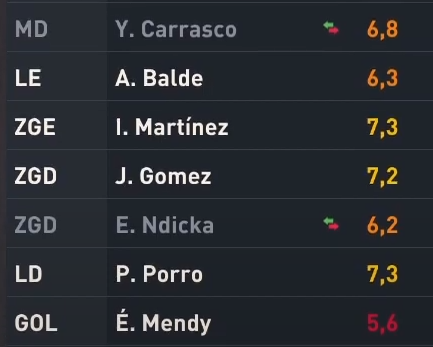 MD Y. Carrasco 6,8
LE A. Balde 6,3
ZGE I. Martínez 7,3
ZGD J. Gomez 7,2
ZGD E. Ndicka 6,2
LD P. Porro 7,3
GOL É. Mendy 5,6